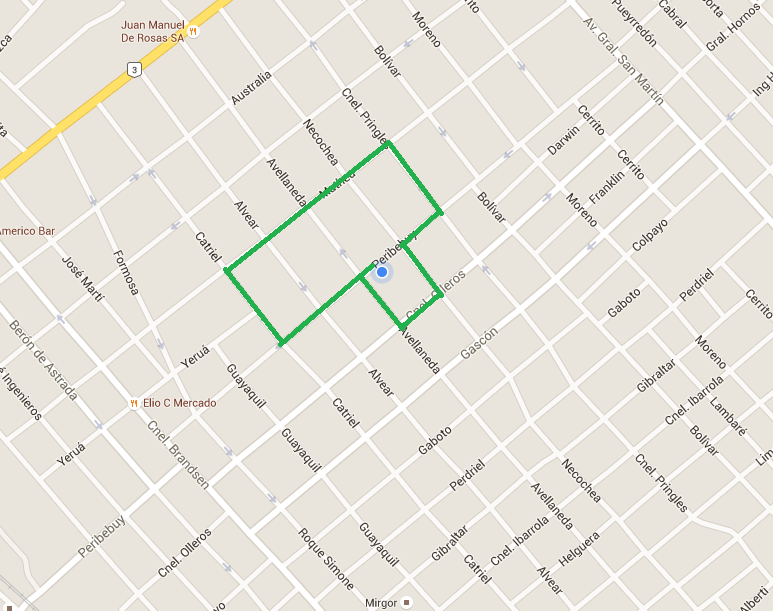 Juan Manuel
De Rosas SA
3
Australia
Bolívar
Moreno
Cnel. Pringles
Necochea
Avellaneda
Alvear
Catriel
Peribebuy
Cnel. Olleros
Av. Gral. San Martín
Pueyrredón
Cabral
Gral. Hornos
Ing H
Cerrito
Darwin
Cerrito
Franklin
Bolívar
Moreno
Colpayo
Perdriel
Cerrito
Gaboto
Moreno
Americo Bar
José Martí
Formosa
Berón de Astrada
Yeruá
Elio C Mercado
Guayaquil
Avellaneda
Gascón
Alvear
Catriel
Guayaquil
Gaboto
Perdriel
Gibraltar
Cnel. Ibarrola
Lambaré
Bolívar
Cnel. Pringles
Necochea
Avellaneda
Ingenieros
Yeruá
Cnel. Brandsen
Peribebuy
Cnel. Olleros
Roque Simone
Guayaquil
Gibraltar
Cnel. Ibarrola
Helguera
Catriel
Alvear
Mirgor
Alberti